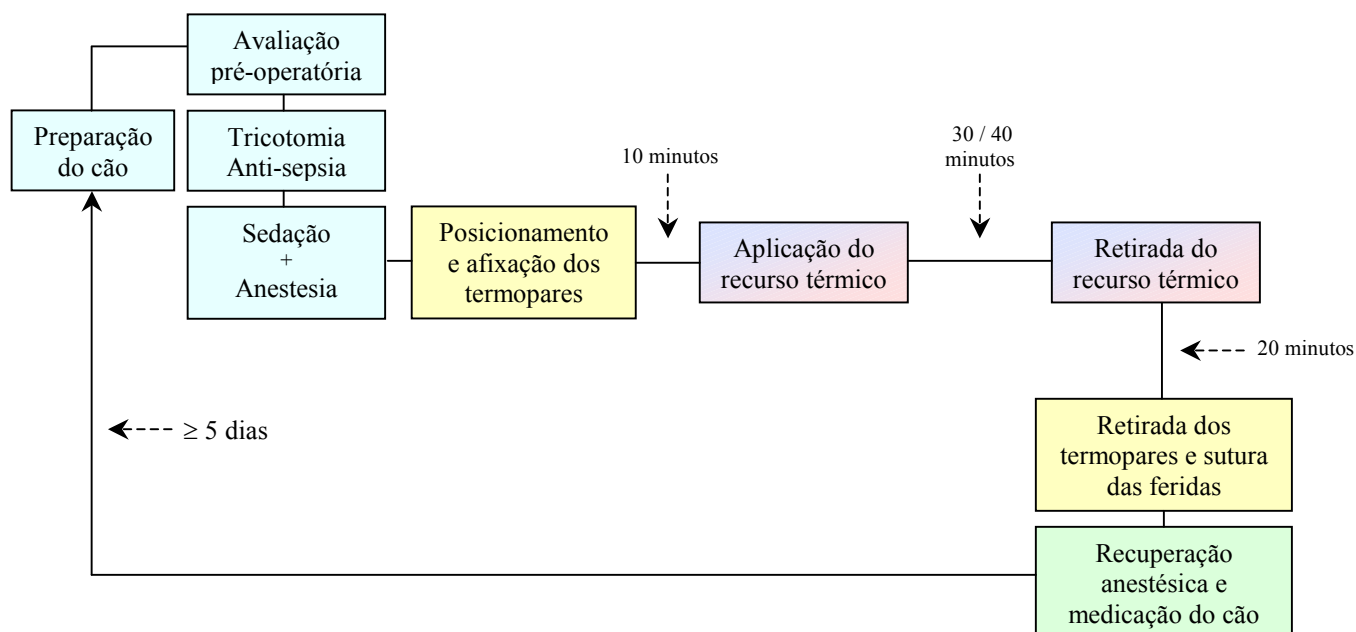 Avaliação
pré-operatória
Preparação
do cão
Tricotomia
Anti-sepsia
Sedação
+
Anestesia
Posicionamento
e afixação dos
termopares
10 minutos
Aplicação do
recurso térmico
30 / 40
minutos
Retirada do
recurso térmico
20 minutos
Retirada dos
termopares e sutura
das feridas
≥ 5 dias
Recuperação
anestésica e
medicação do cão